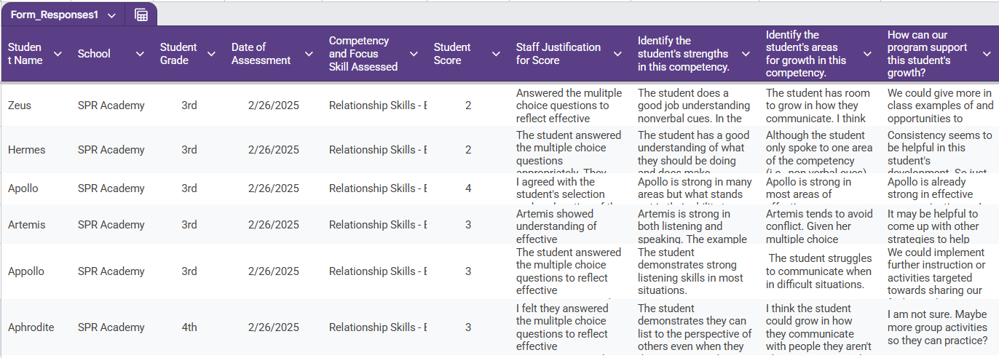 Form_Responses1
Studen
t Name
School
Student
Grade
Date of
Assessment
Competency
and Focus
Skill Assessed
Student
Score
Staff Justification
for Score
Identify the
student's strengths
in this competency.
Identify the
student's areas
for growth in this
competency.
How can our
program support
this student's
growth?
Zeus
SPR Academy
3rd
2/26/2025
Relationship Skills - E
2
Answered the mulitple
choice questions to
reflect effective
The student does a
good job understanding
nonverbal cues. In the
The student has room
to grow in how they
communicate. I think
We could give more in
class examples of and
opportunities to
Hermes
SPR Academy
3rd
2/26/2025
Relationship Skills - E
2
The student answered
the multiple choice
questions
appropriately. They
The student has a good
understanding of what
they should be doing
and does make
Although the student
only spoke to one area
of the competency
(i.e., non verbal cues)
Consistency seems to
be helpful in this
student's
development. So just
Apollo
SPR Academy
3rd
2/26/2025
Relationship Skills - E
4
I agreed with the
student's selection
Apollo is strong in many
areas but what stands
Apollo is strong in
most areas of
Apollo is already
strong in effective
Artemis
SPR Academy
3rd
2/26/2025
Relationship Skills - E
3
Artemis showed
understanding of
effective
Artemis is strong in
both listening and
speaking. The example
Artemis tends to avoid
conflict. Given her
multiple choice
It may be helpful to
come up with other
strategies to help
Appollo
SPR Academy
3rd
2/26/2025
Relationship Skills - E
3
The student answered
the multiple choice
questions to reflect
effective
The student
demonstrates strong
listening skills in most
situations.
The student struggles
to communicate when
in difficult situations.
We could implement
further instruction or
activities targeted
towards sharing our
Aphrodite
SPR Academy
4th
2/26/2025
Relationship Skills - E
3
I felt they answered
the mulitple choice
questions to reflect
effective
The student
demonstrates they can
list to the perspective of
others even when they
I think the student
could grow in how
they communicate
with people they aren't
I am not sure. Maybe
more group activities
so they can practice?